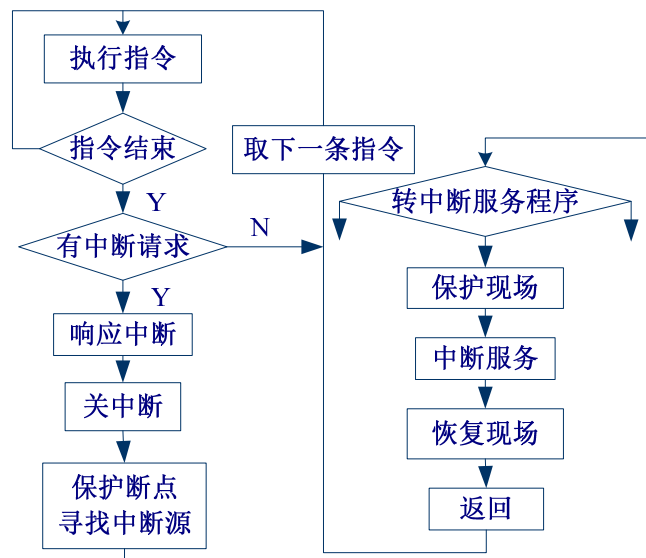 执行指令
指令结束
Y
有中断请求
N
Y
响应中断
关中断
保护断点
寻找中断源
取下一条指令
转中断服务程序
保护现场
中断服务
恢复现场
返回